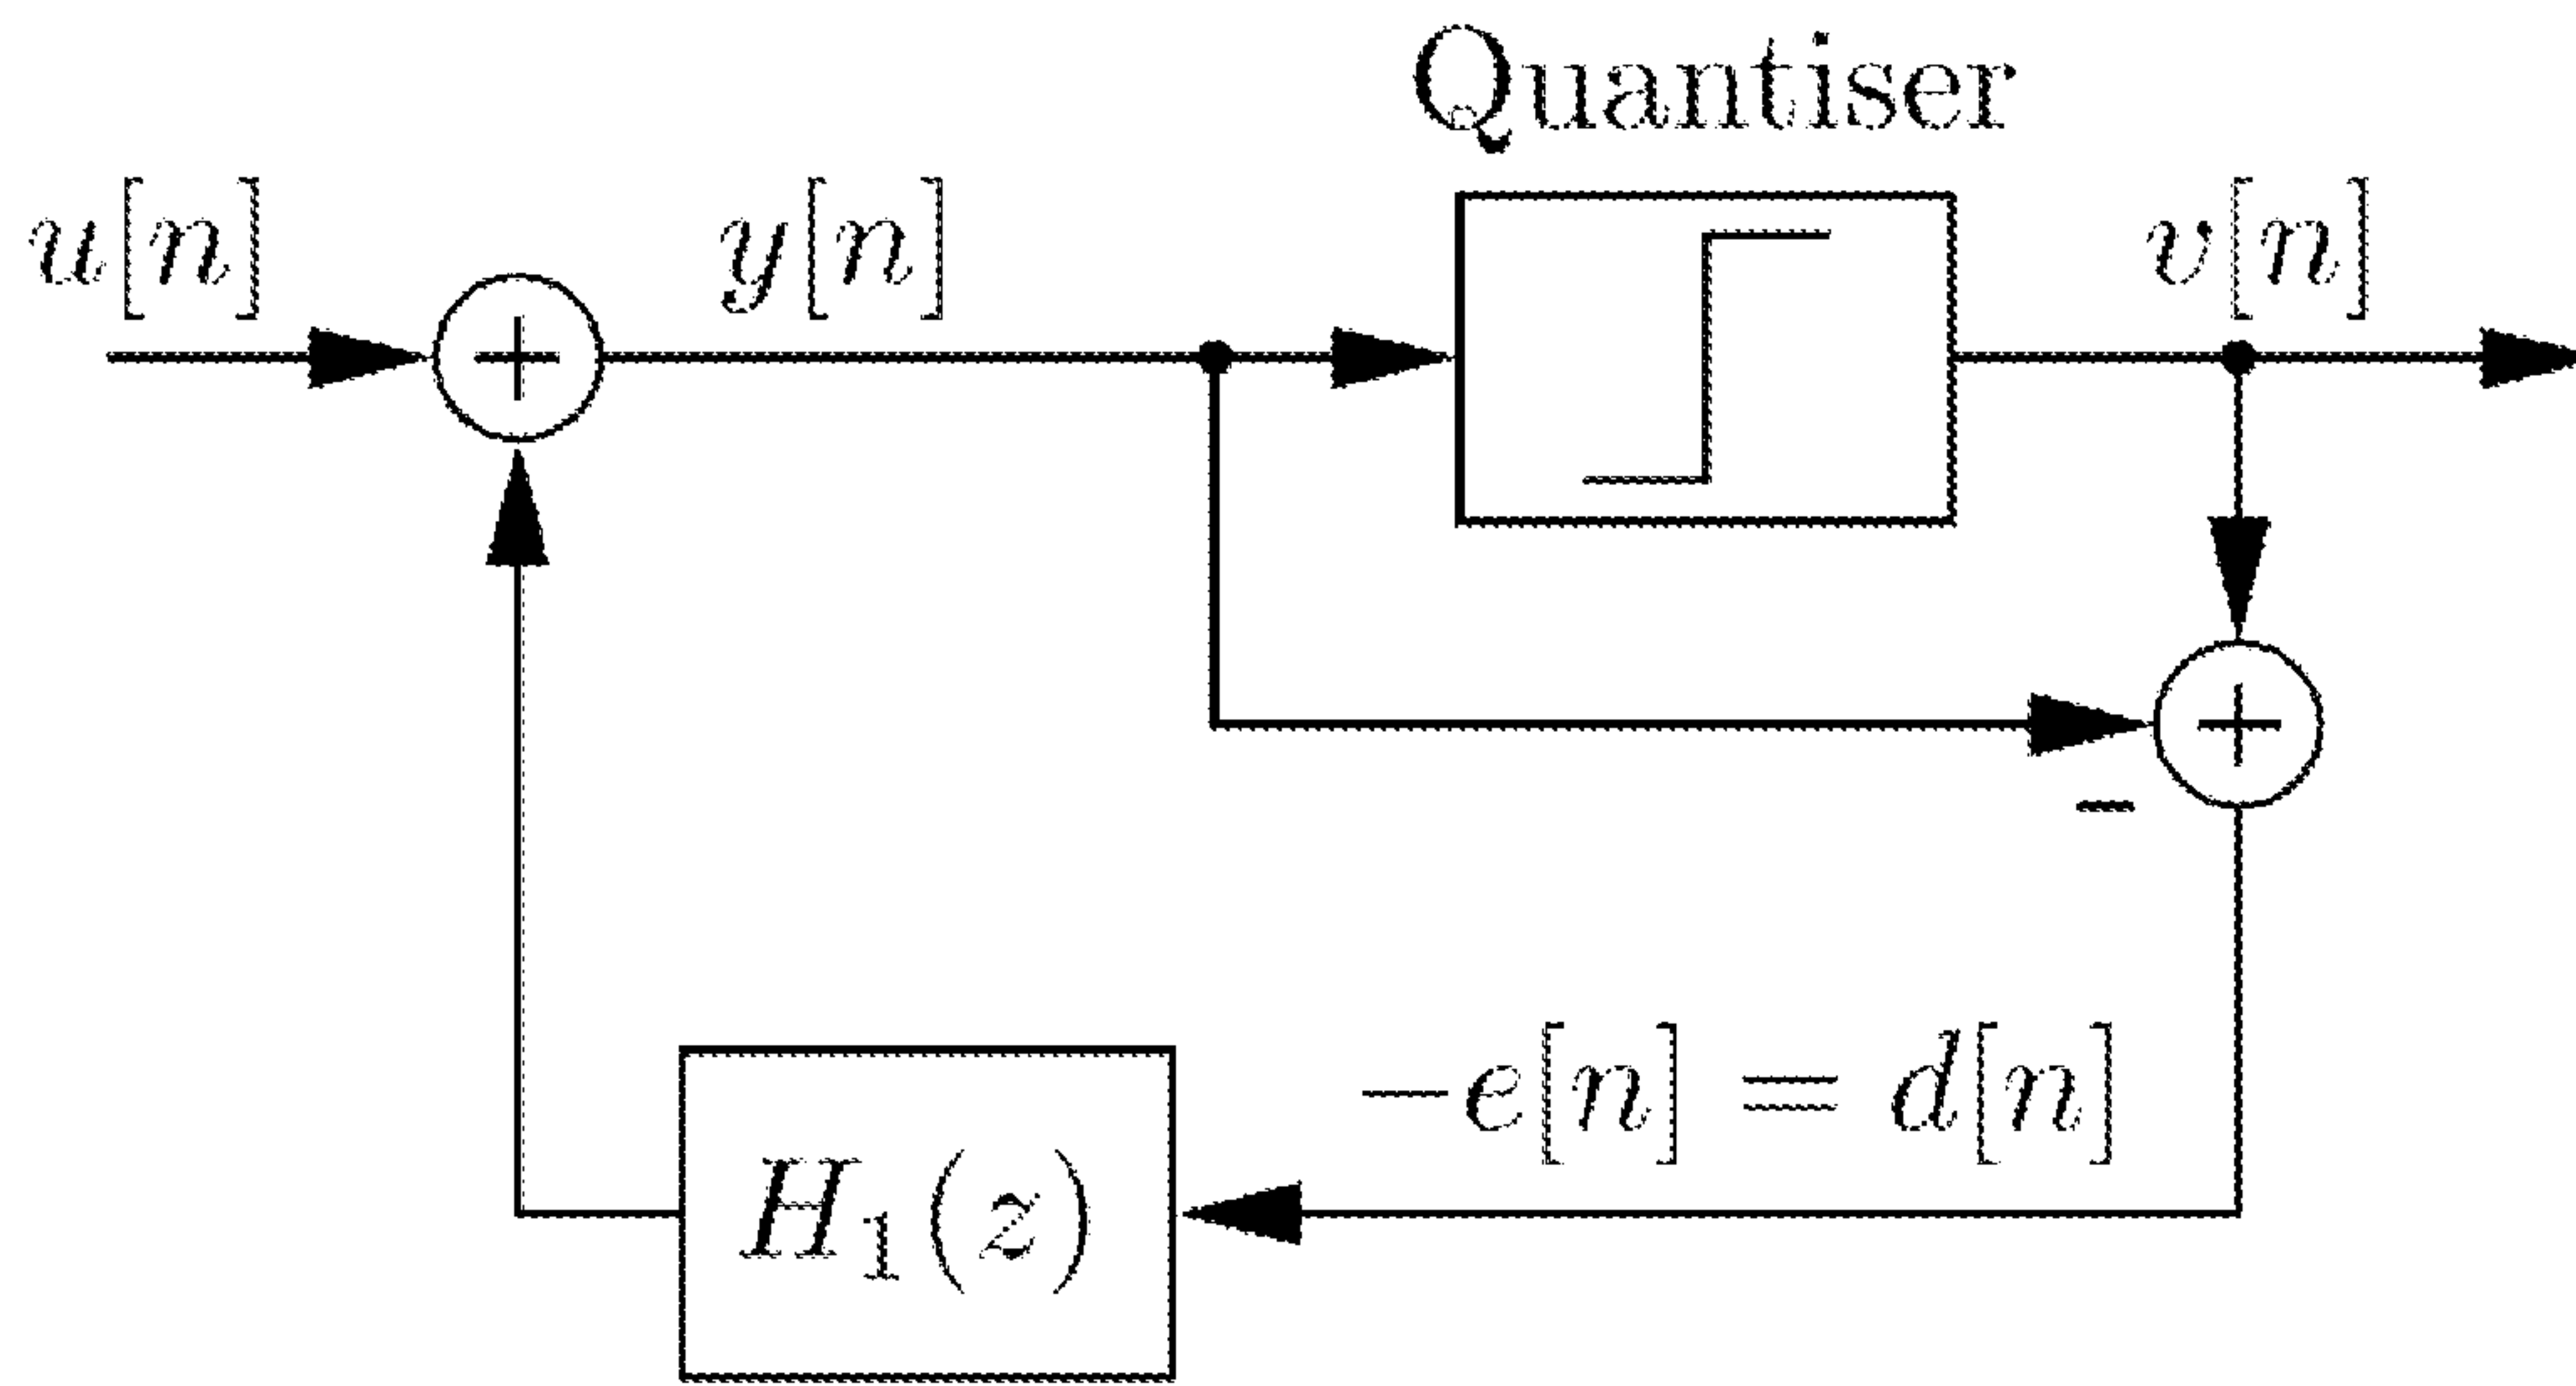 Quantiser
u[n]
y[n]
v[n]
+
+
-
−e[n] = d[n]
H₁(z)